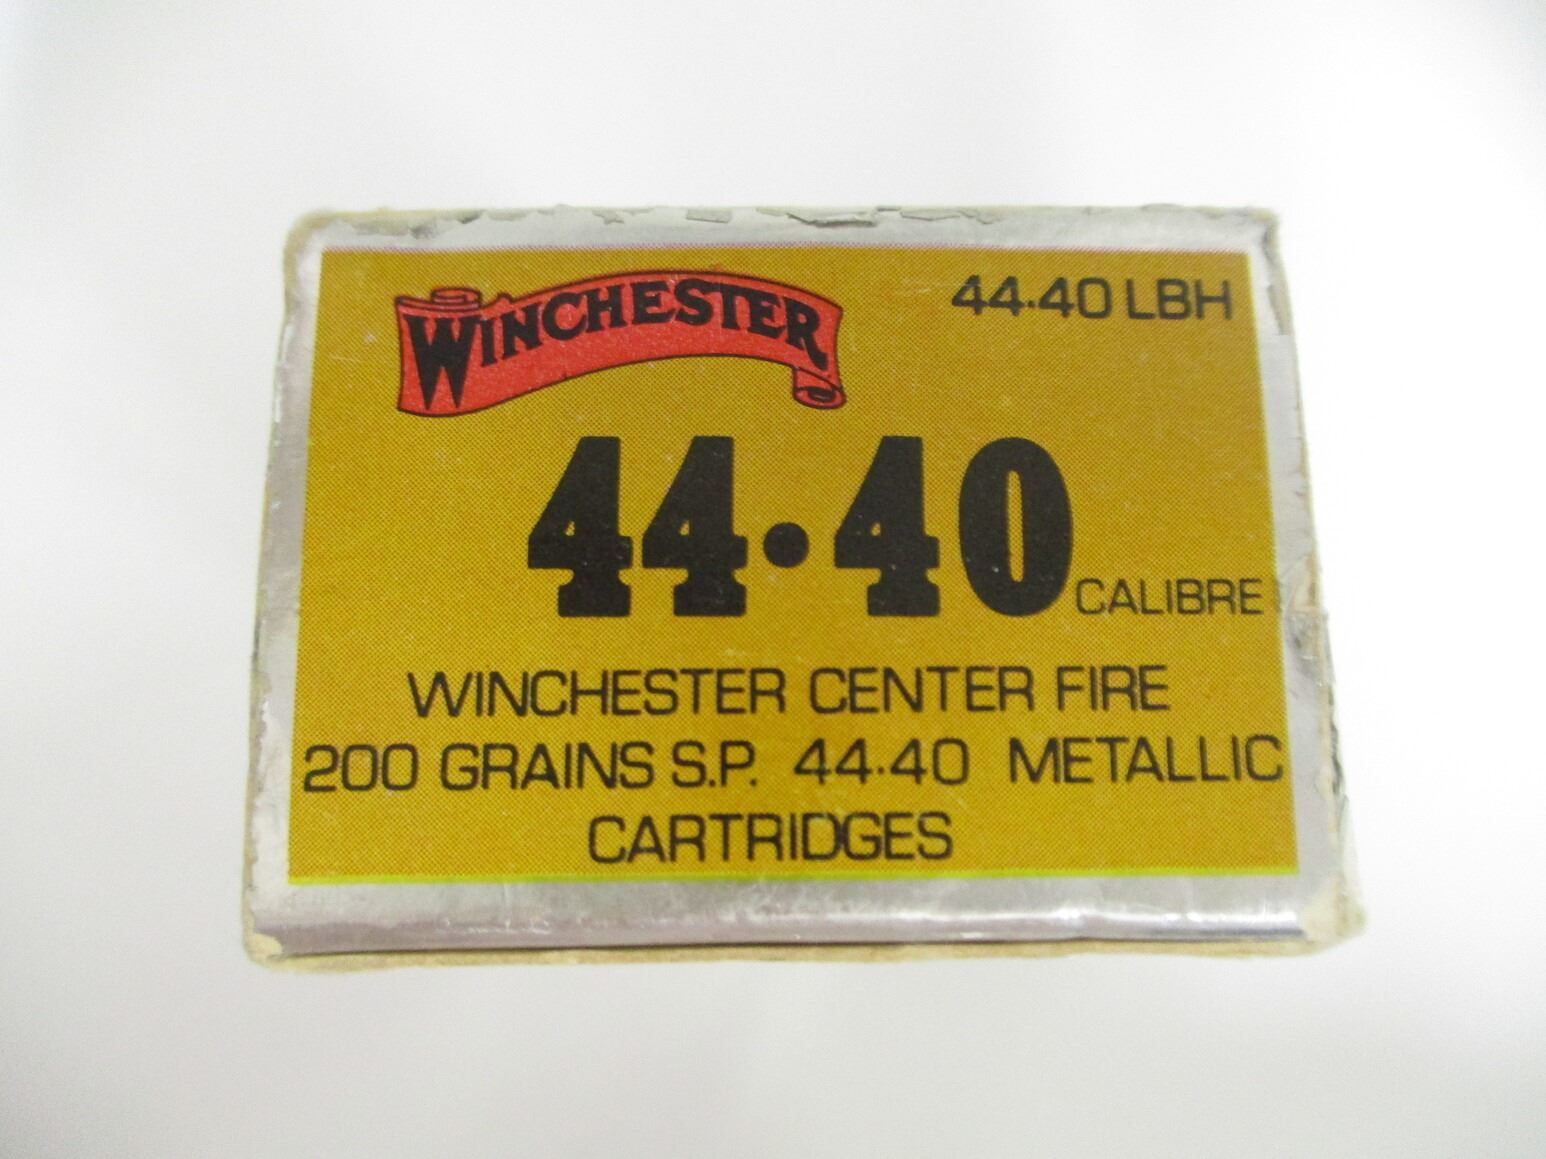 WINCHESTER
44·40 LBH
44·40 CALIBRE
WINCHESTER CENTER FIRE
200 GRAINS S.P. 44·40 METALLIC
CARTRIDGES